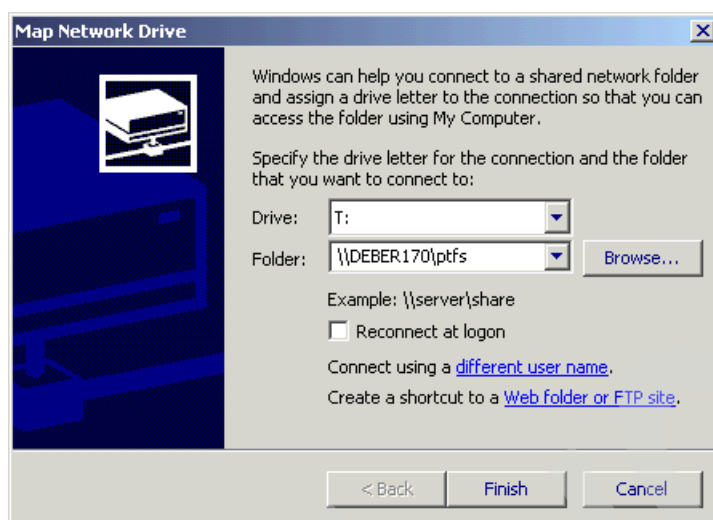 Map Network Drive
Windows can help you connect to a shared network folder
and assign a drive letter to the connection so that you can
access the folder using My Computer.
Specify the drive letter for the connection and the folder
that you want to connect to:
Drive: T:
Folder: \\DEBER170\ptfs Browse...
Example: \\server\share
Reconnect at logon
Connect using a different user name.
Create a shortcut to a Web folder or FTP site.
< Back Finish Cancel